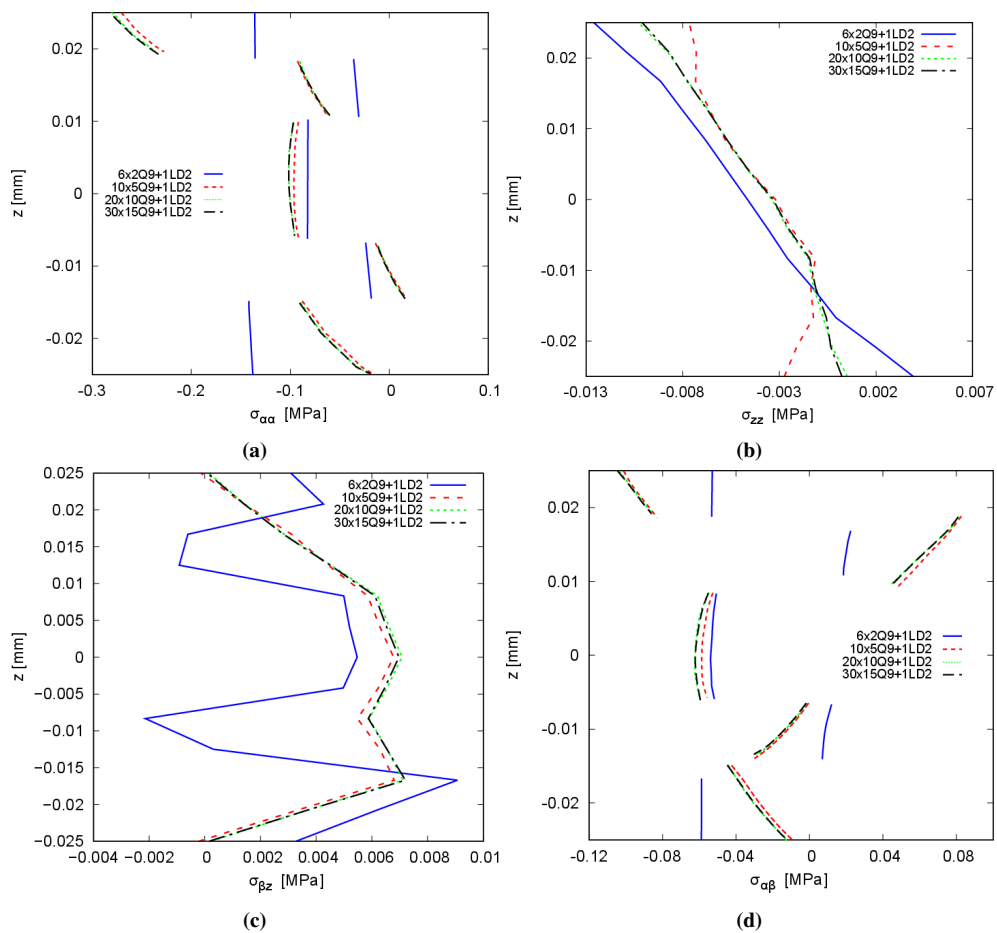 0.02
0.01
0
-0.01
-0.02
z [mm]
6x2Q9+1LD2
10x5Q9+1LD2
20x10Q9+1LD2
30x15Q9+1LD2
-0.3 -0.2 -0.1 0 0.1
σαα [MPa]
(a)
0.02
0.01
0
-0.01
-0.02
z [mm]
6x2Q9+1LD2
10x5Q9+1LD2
20x10Q9+1LD2
30x15Q9+1LD2
-0.013 -0.008 -0.003 0.002 0.007
σzz [MPa]
(b)
0.025
0.02
0.015
0.01
0.005
0
−0.005
−0.01
−0.015
−0.02
−0.025
z [mm]
6x2Q9+1LD2
10x5Q9+1LD2
20x10Q9+1LD2
30x15Q9+1LD2
−0.004 −0.002 0 0.002 0.004 0.006 0.008 0.01
σβz [MPa]
(c)
0.02
0.01
0
-0.01
-0.02
z [mm]
6x2Q9+1LD2
10x5Q9+1LD2
20x10Q9+1LD2
30x15Q9+1LD2
-0.12 -0.08 -0.04 0 0.04 0.08
σαβ [MPa]
(d)